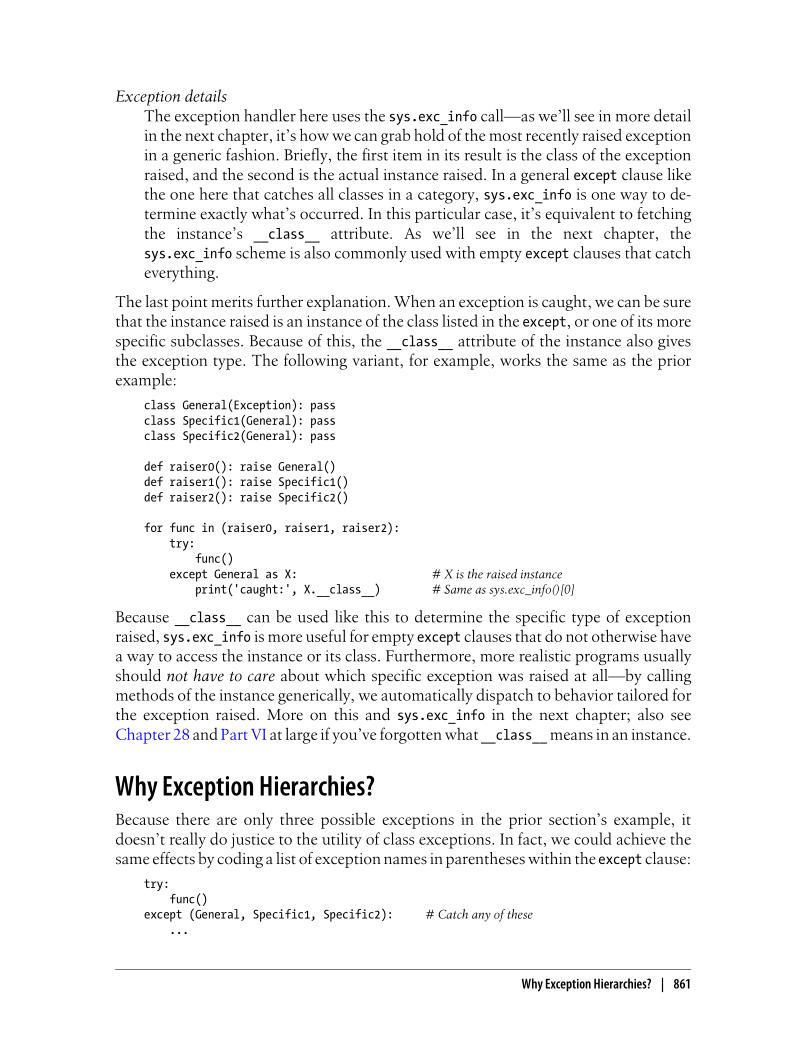 Exception details
The exception handler here uses the sys.exc_info call—as we’ll see in more detail
in the next chapter, it’s how we can grab hold of the most recently raised exception
in a generic fashion. Briefly, the first item in its result is the class of the exception
raised, and the second is the actual instance raised. In a general except clause like
the one here that catches all classes in a category, sys.exc_info is one way to de-
termine exactly what’s occurred. In this particular case, it’s equivalent to fetching
the instance’s __class__ attribute. As we’ll see in the next chapter, the
sys.exc_info scheme is also commonly used with empty except clauses that catch
everything.
The last point merits further explanation. When an exception is caught, we can be sure
that the instance raised is an instance of the class listed in the except, or one of its more
specific subclasses. Because of this, the __class__ attribute of the instance also gives
the exception type. The following variant, for example, works the same as the prior
example:
class General(Exception): pass
class Specific1(General): pass
class Specific2(General): pass
def raiser0(): raise General()
def raiser1(): raise Specific1()
def raiser2(): raise Specific2()
for func in (raiser0, raiser1, raiser2):
    try:
        func()
    except General as X: # X is the raised instance
        print('caught:', X.__class__) # Same as sys.exc_info()[0]
Because __class__ can be used like this to determine the specific type of exception
raised, sys.exc_info is more useful for empty except clauses that do not otherwise have
a way to access the instance or its class. Furthermore, more realistic programs usually
should not have to care about which specific exception was raised at all—by calling
methods of the instance generically, we automatically dispatch to behavior tailored for
the exception raised. More on this and sys.exc_info in the next chapter; also see
Chapter 28 and Part VI at large if you’ve forgotten what __class__ means in an instance.
Why Exception Hierarchies?
Because there are only three possible exceptions in the prior section’s example, it
doesn’t really do justice to the utility of class exceptions. In fact, we could achieve the
same effects by coding a list of exception names in parentheses within the except clause:
try:
    func()
except (General, Specific1, Specific2): # Catch any of these
    ...
Why Exception Hierarchies? | 861